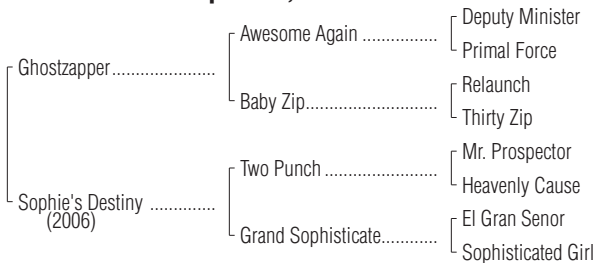 Deputy Minister
Awesome Again ................
Primal Force
Ghostzapper......................
Relaunch
Baby Zip............................
Thirty Zip
Mr. Prospector
Two Punch ........................
Heavenly Cause
Sophie's Destiny ..............
(2006)
El Gran Senor
Grand Sophisticate............
Sophisticated Girl